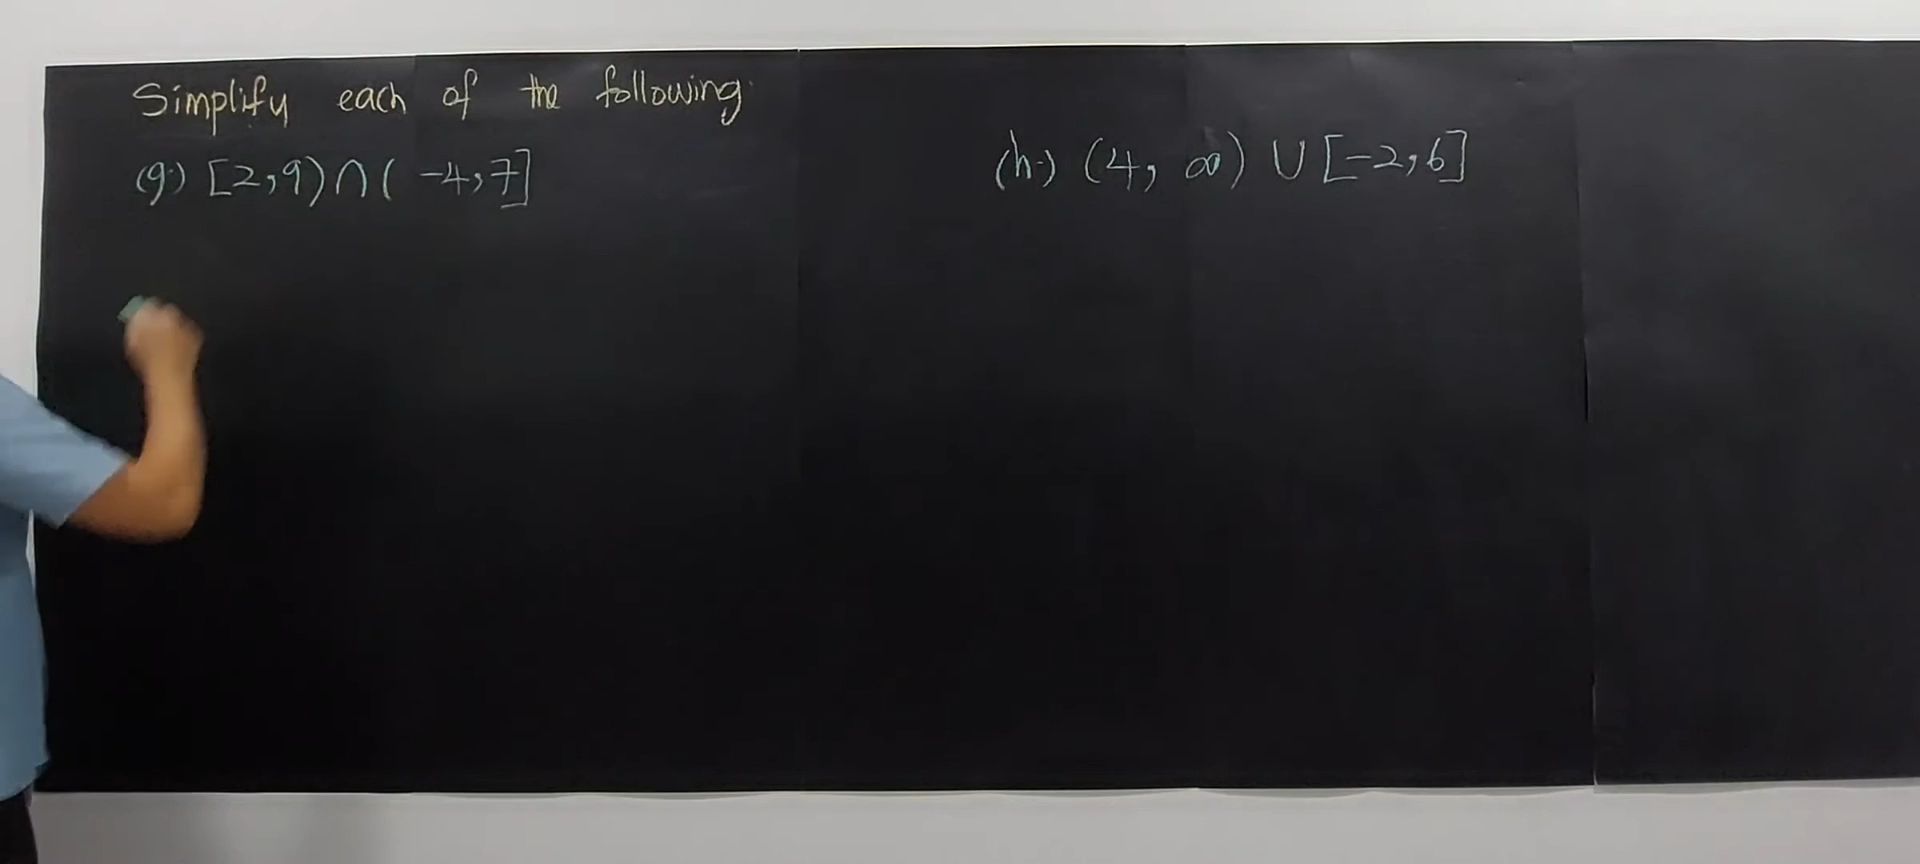 Simplify each of the following.
(g.) [2,9) ∩ ( -4,7]
(h.) (4, ∞) ∪ [-2,6]